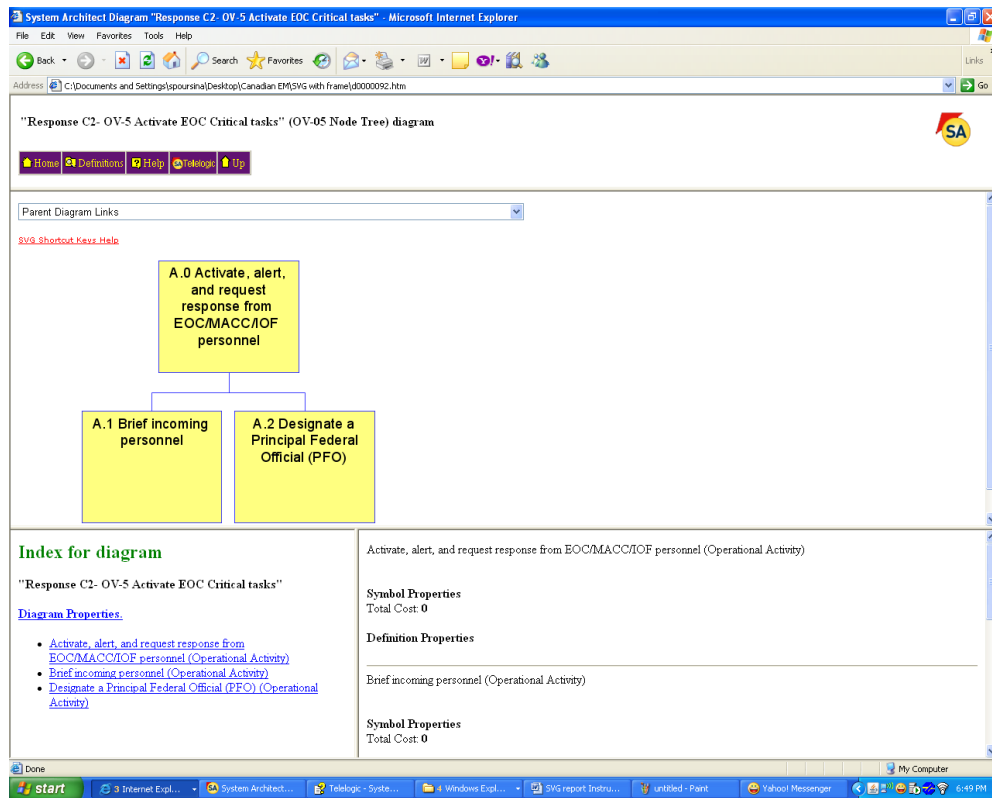 System Architect Diagram "Response C2- OV-5 Activate EOC Critical tasks" - Microsoft Internet Explorer
File Edit View Favorites Tools Help
Back Search Favorites
Links
Address C:\Documents and Settings\spoursina\Desktop\Canadian EM\SVG with frame\d0000092.htm Go
"Response C2- OV-5 Activate EOC Critical tasks" (OV-05 Node Tree) diagram
SA
Home Definitions Help Telelogic Up
Parent Diagram Links
SVG Shortcut Keys Help
A.0 Activate, alert,
and request
response from
EOC/MACC/IOF
personnel
A.1 Brief incoming
personnel
A.2 Designate a
Principal Federal
Official (PFO)
Index for diagram
"Response C2- OV-5 Activate EOC Critical tasks"
Diagram Properties.
Activate, alert, and request response from
EOC/MACC/IOF personnel (Operational Activity)
Brief incoming personnel (Operational Activity)
Designate a Principal Federal Official (PFO) (Operational
Activity)
Activate, alert, and request response from EOC/MACC/IOF personnel (Operational Activity)
Symbol Properties
Total Cost: 0
Definition Properties
Brief incoming personnel (Operational Activity)
Symbol Properties
Total Cost: 0
Done My Computer
start 3 Internet Expl... System Architect... Telelogic - Syste... 4 Windows Expl... SVG report Instru... untitled - Paint Yahoo! Messenger 6:49 PM